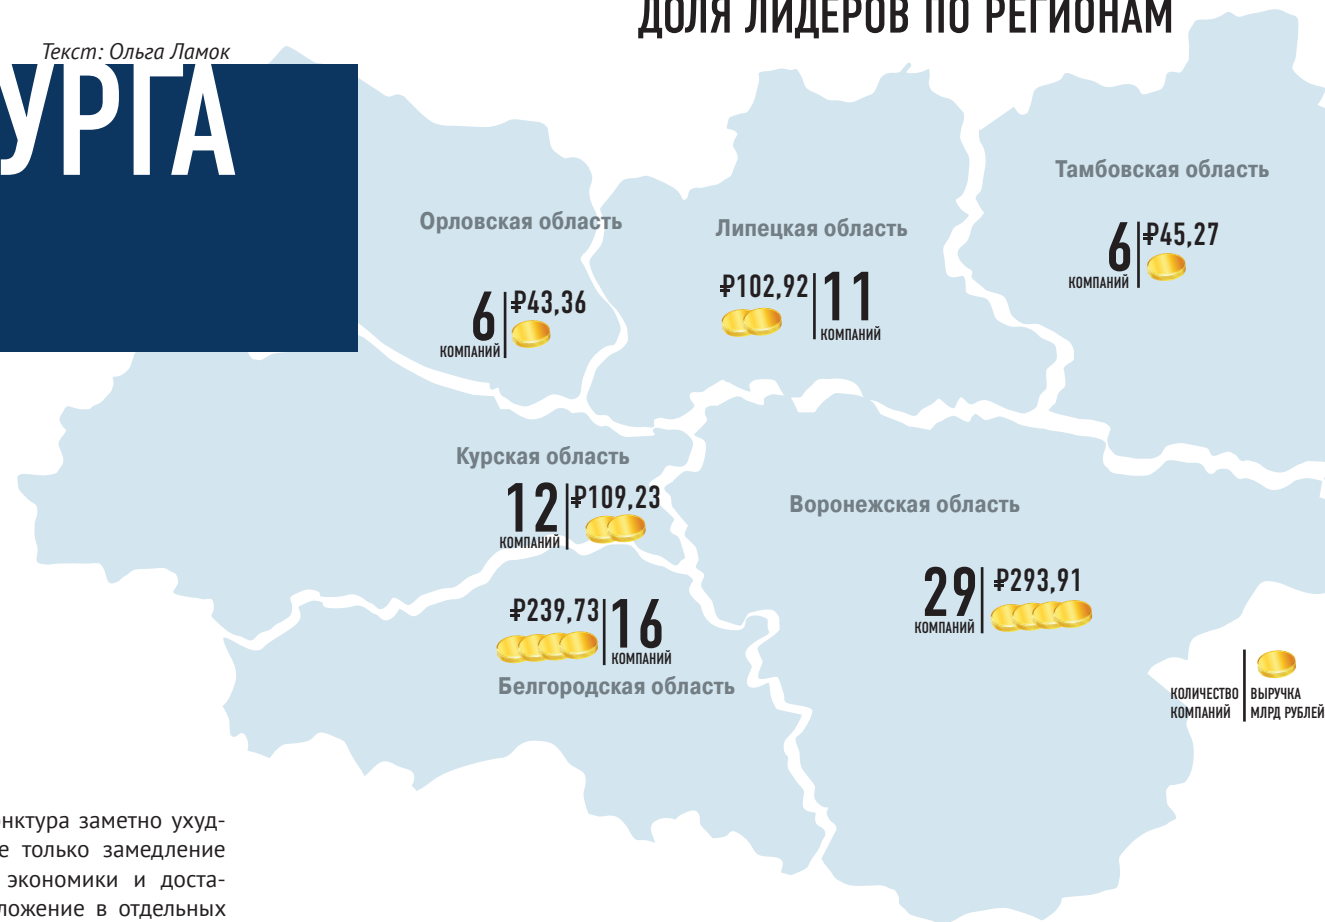 ДОЛЯ ЛИДЕРОВ ПО РЕГИОНАМ
Текст: Ольга Ламок
УРГА
Тамбовская область
6
КОМПАНИЙ
₽45,27
Орловская область
6
КОМПАНИЙ
₽43,36
Липецкая область
₽102,92
11
КОМПАНИЙ
Курская область
12
КОМПАНИЙ
₽109,23
Воронежская область
29
КОМПАНИЙ
₽293,91
₽239,73
16
КОМПАНИЙ
Белгородская область
КОЛИЧЕСТВО
КОМПАНИЙ
ВЫРУЧКА
МЛРД РУБЛЕЙ
нктура заметно ухуд-
е только замедление
экономики и доста-
ложение в отдельных